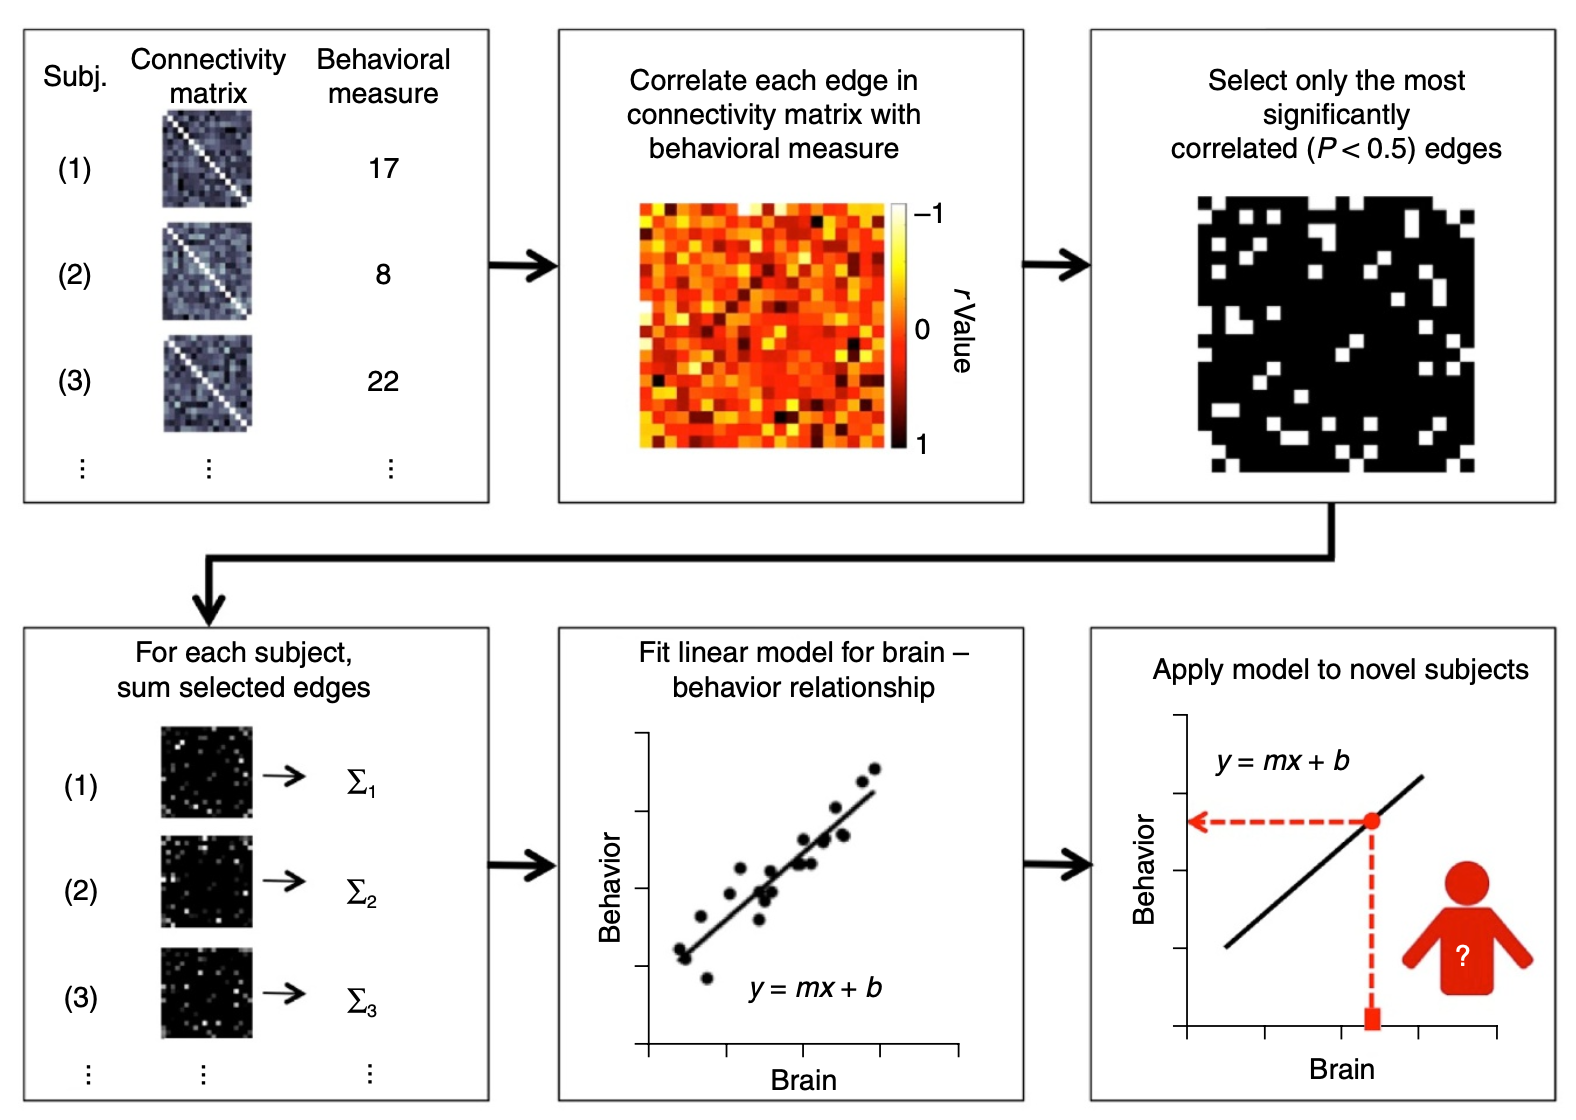 Subj.
Connectivity
matrix
Behavioral
measure
(1)
17
(2)
8
(3)
22
⋮ ⋮ ⋮
Correlate each edge in
connectivity matrix with
behavioral measure
–1
0
1
r Value
Select only the most
significantly
correlated (P < 0.5) edges
For each subject,
sum selected edges
(1)
Σ1
(2)
Σ2
(3)
Σ3
⋮ ⋮ ⋮
Fit linear model for brain –
behavior relationship
Behavior
y = mx + b
Brain
Apply model to novel subjects
y = mx + b
Behavior
?
Brain